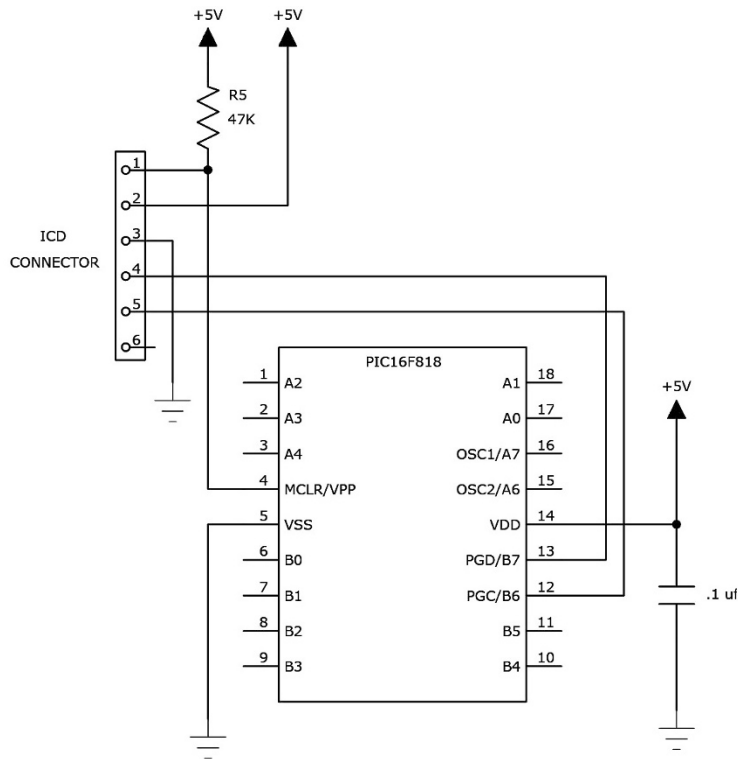 +5V
+5V
R5
47K
1
2
3
4
5
6
ICD
CONNECTOR
PIC16F818
1 A2
2 A3
3 A4
4 MCLR/VPP
5 VSS
6 B0
7 B1
8 B2
9 B3
A1 18
A0 17
OSC1/A7 16
OSC2/A6 15
VDD 14
PGD/B7 13
PGC/B6 12
B5 11
B4 10
+5V
.1 uf